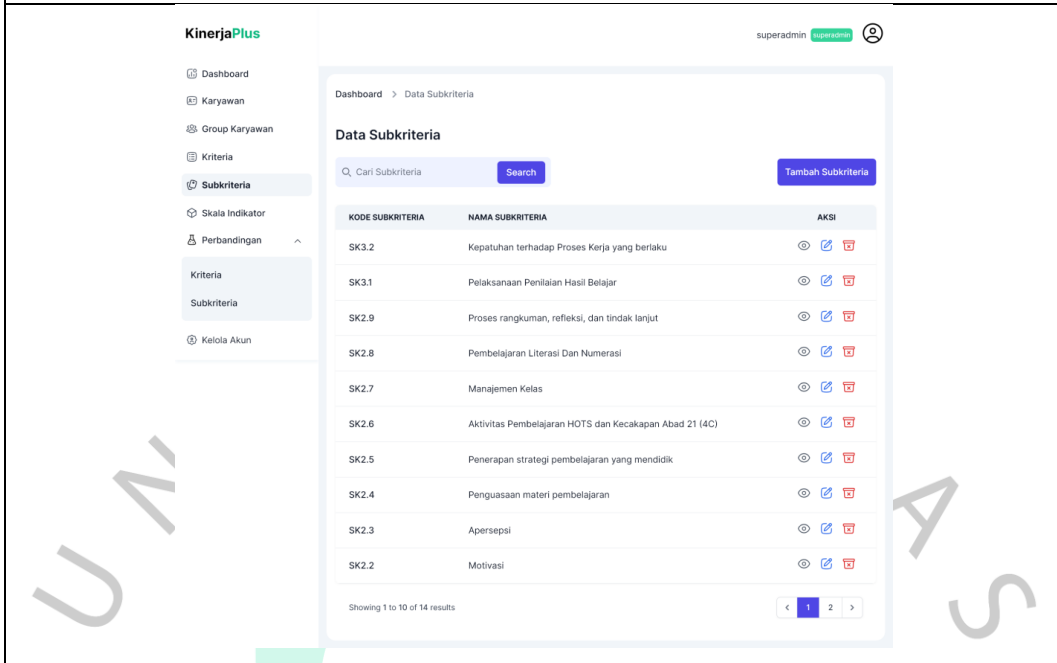 KinerjaPlus
superadmin superadmin
Dashboard
Karyawan
Group Karyawan
Kriteria
Subkriteria
Skala Indikator
Perbandingan
Kriteria
Subkriteria
Kelola Akun
Dashboard > Data Subkriteria
Data Subkriteria
Cari Subkriteria Search Tambah Subkriteria
KODE SUBKRITERIA NAMA SUBKRITERIA AKSI
SK3.2 Kepatuhan terhadap Proses Kerja yang berlaku
SK3.1 Pelaksanaan Penilaian Hasil Belajar
SK2.9 Proses rangkuman, refleksi, dan tindak lanjut
SK2.8 Pembelajaran Literasi Dan Numerasi
SK2.7 Manajemen Kelas
SK2.6 Aktivitas Pembelajaran HOTS dan Kecakapan Abad 21 (4C)
SK2.5 Penerapan strategi pembelajaran yang mendidik
SK2.4 Penguasaan materi pembelajaran
SK2.3 Apersepsi
SK2.2 Motivasi
Showing 1 to 10 of 14 results < 1 2 >